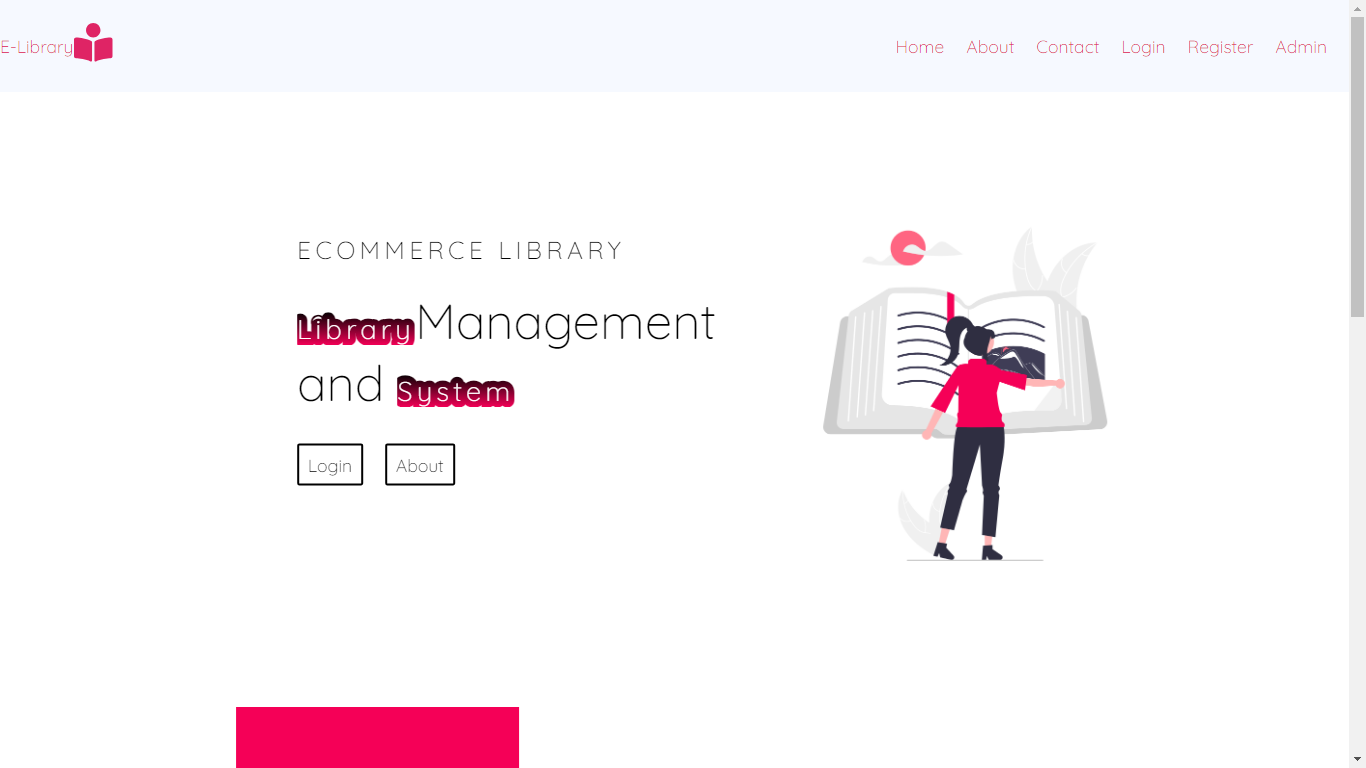 E-Library
Home About Contact Login Register Admin
ECOMMERCE LIBRARY
Library Management
and System
Login About